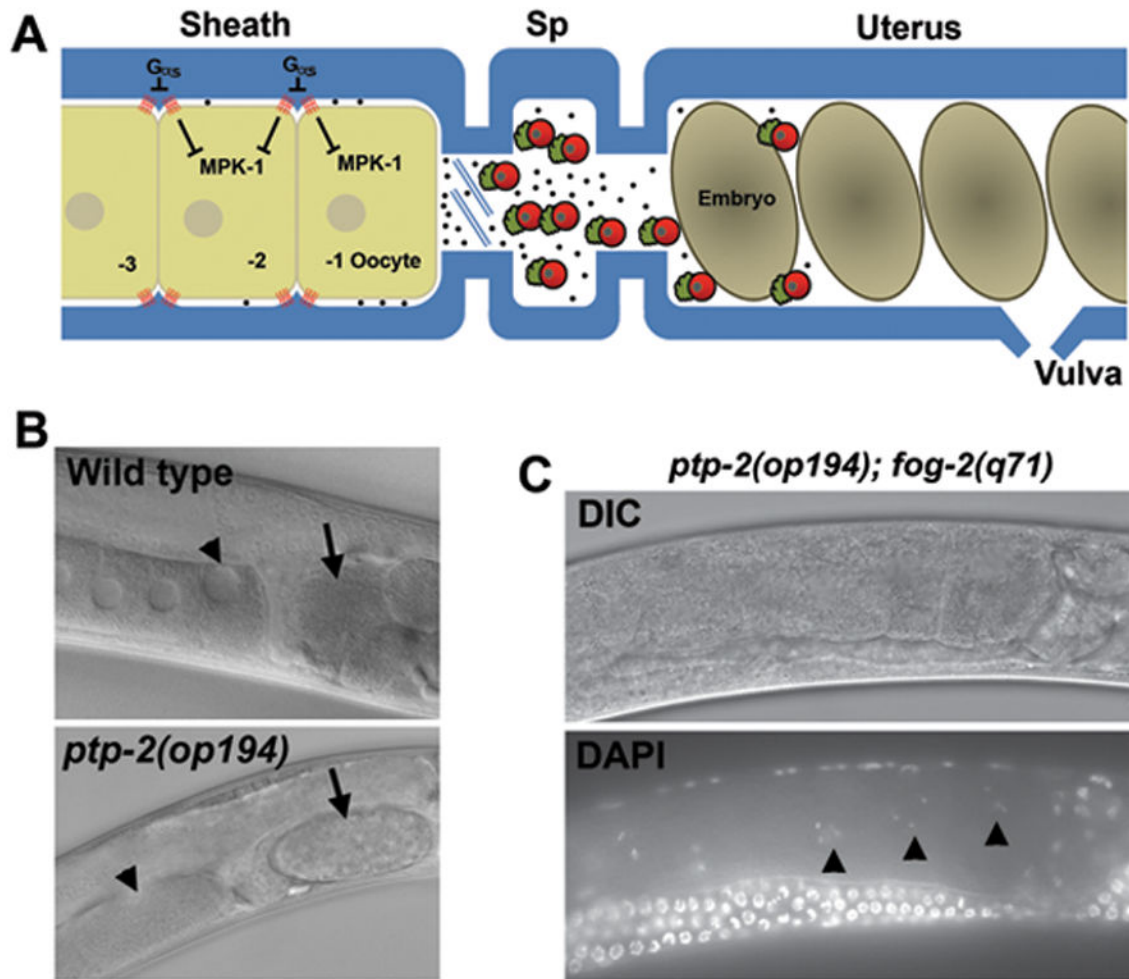 A
Sheath
Sp
Uterus
Gαs
Gαs
MPK-1
MPK-1
Embryo
-3
-2
-1 Oocyte
Vulva
B
Wild type
ptp-2(op194)
C
ptp-2(op194); fog-2(q71)
DIC
DAPI